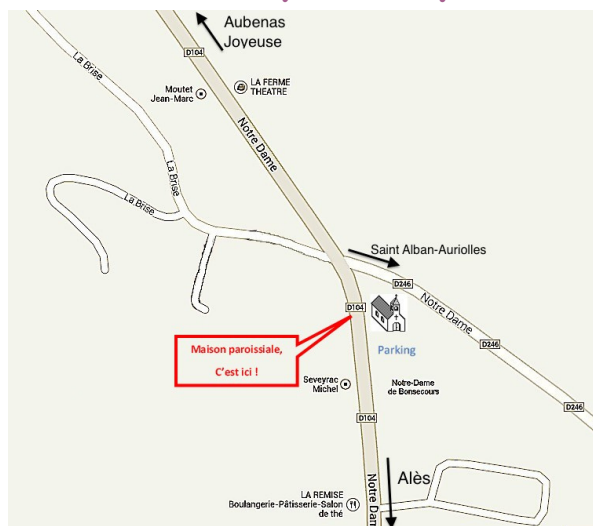 Aubenas
Joyeuse
D104
La Brise
LA FERME
THEATRE
Moutet
Jean-Marc
Notre Dame
La Brise
La Brise
Saint Alban-Auriolles
D246
Notre Dame
D104
Maison paroissiale,
C'est ici !
Parking
D246
Seveyrac
Michel
Notre-Dame
de Bonsecours
D104
D246
Alès
LA REMISE
Boulangerie-Pâtisserie-Salon
de thé
Notre Dam